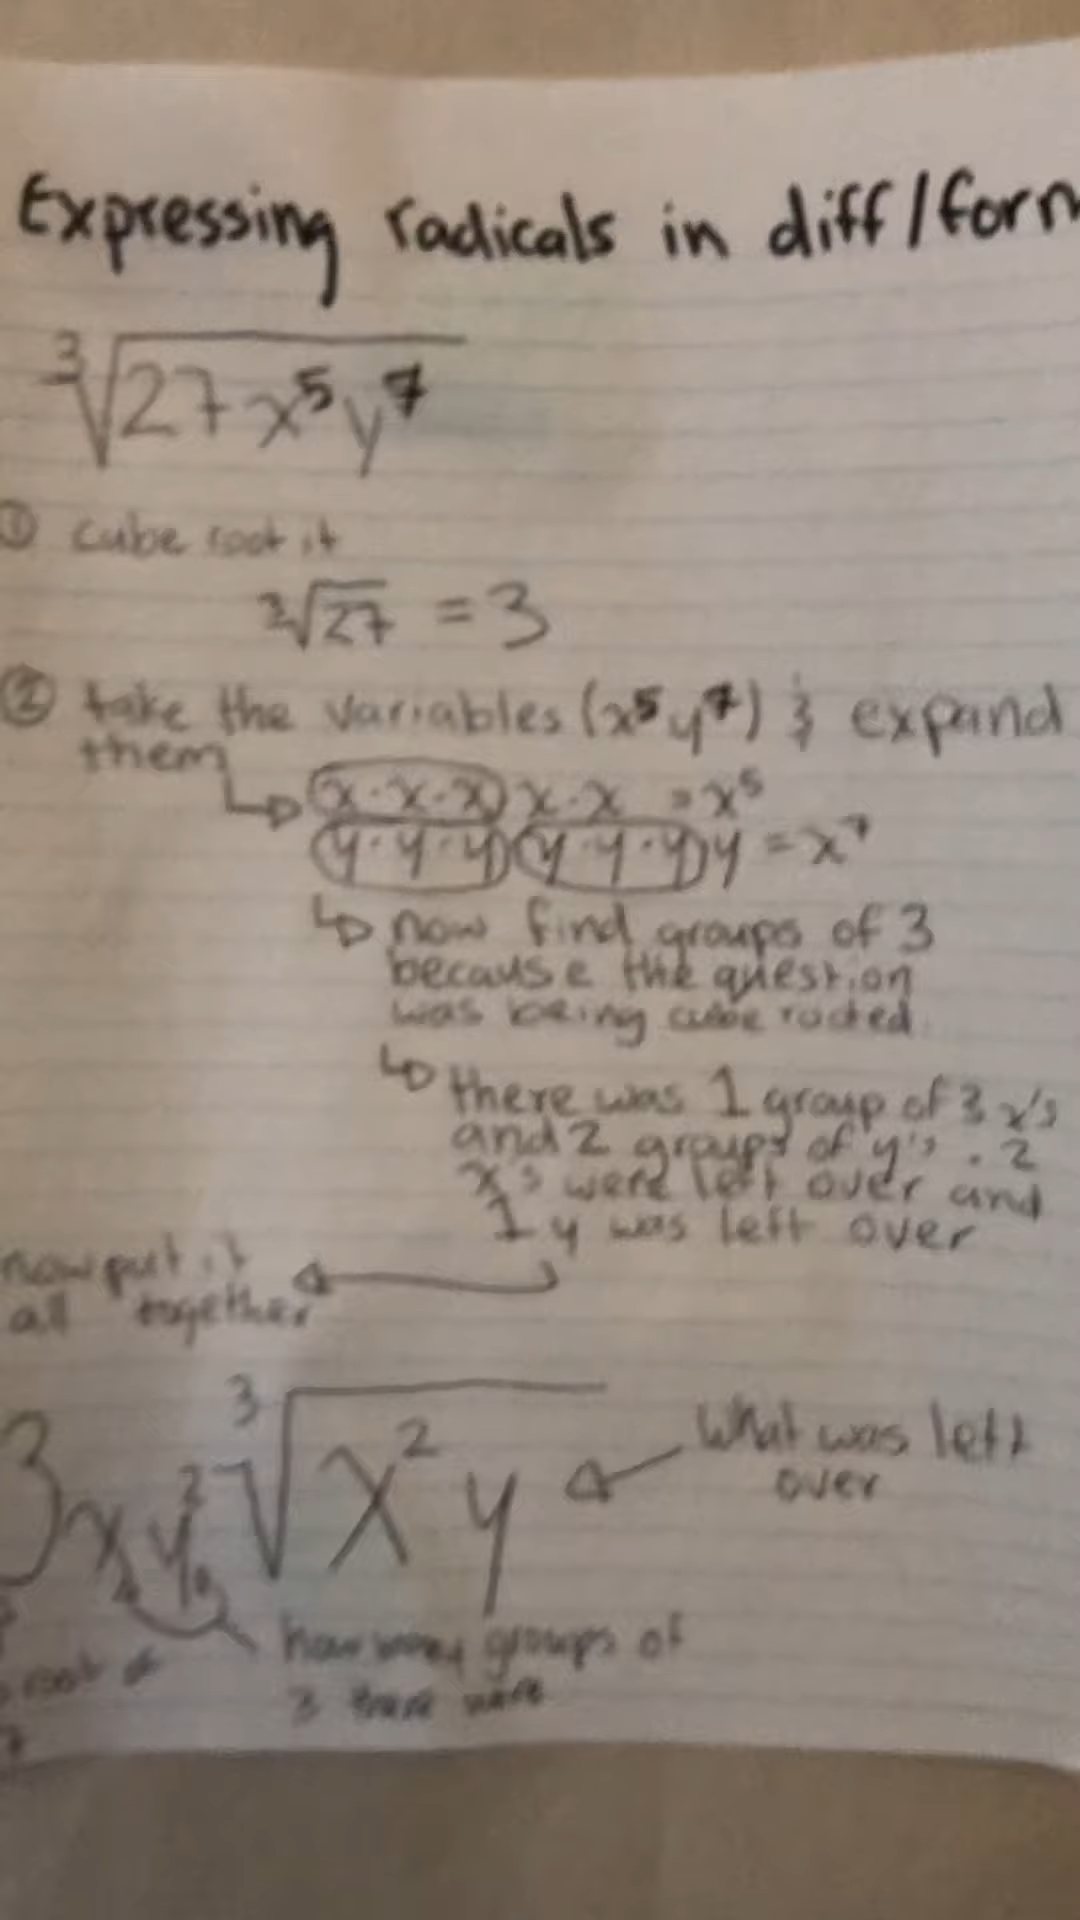 Expressing radicals in diff/form
∛27x⁵y⁷
① cube root it
∛27 = 3
② take the variables (x⁵y⁷) & expand
them
x·x·x x·x = x⁵
y·y·y y·y·y y = x⁷
now find groups of 3
because the question
was being cube rooted
there was 1 group of 3 x's
and 2 groups of y's. 2
x's were left over and
1 y was left over
now put it
all together
3xy²∛x²y
what was left
over
how many groups of
3 there were
root of